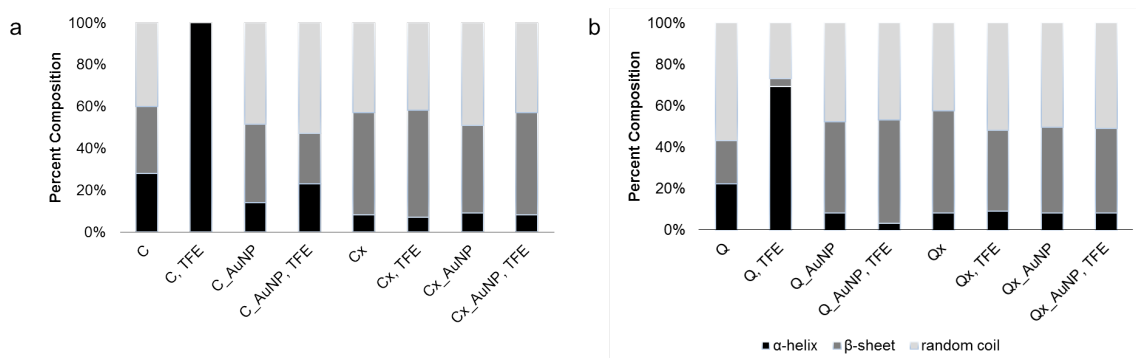 a
Percent Composition
100%
80%
60%
40%
20%
0%
C
C, TFE
C_AuNP
C_AuNP, TFE
Cx
Cx, TFE
Cx_AuNP
Cx_AuNP, TFE
b
Percent Composition
100%
80%
60%
40%
20%
0%
Q
Q, TFE
Q_AuNP
Q_AuNP, TFE
Qx
Qx, TFE
Qx_AuNP
Qx_AuNP, TFE
α-helix β-sheet random coil